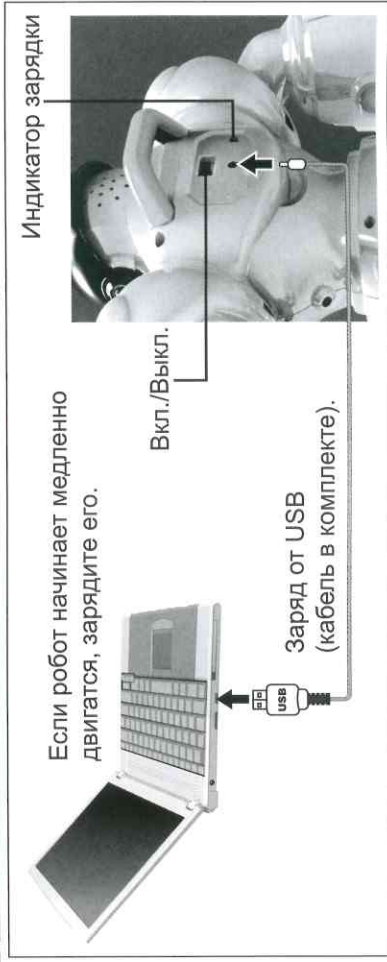 Если робот начинает медленно
двигатся, зарядите его.
Индикатор зарядки
Вкл./Выкл.
Заряд от USB
(кабель в комплекте).
USB